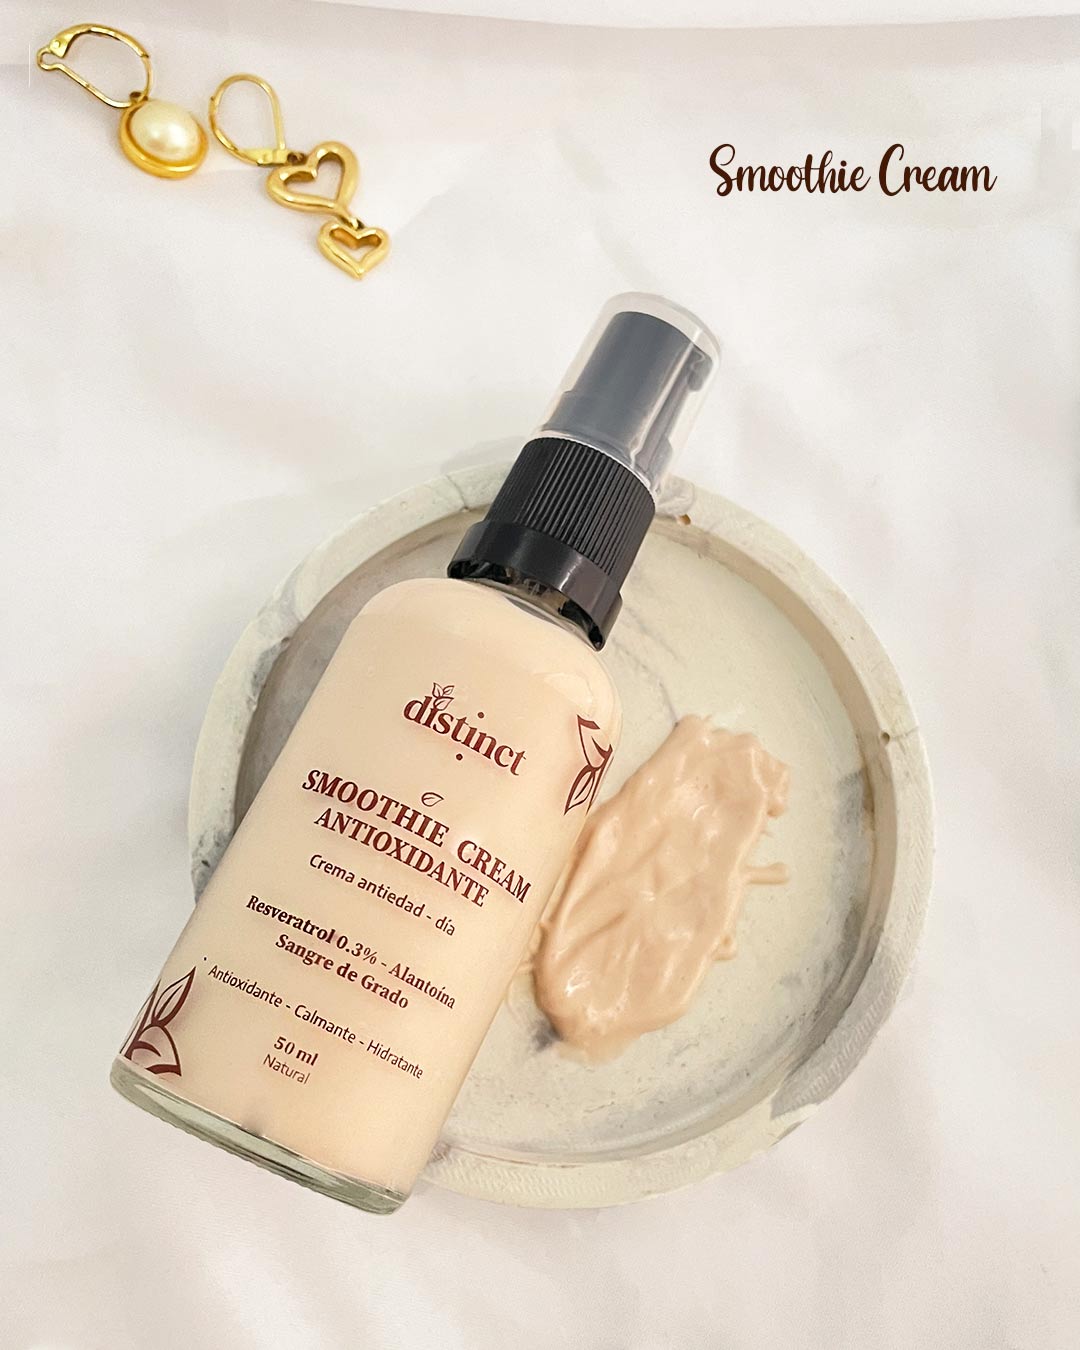 Smoothie Cream
distinct
SMOOTHIE CREAM
ANTIOXIDANTE
Crema antiedad - día
Resveratrol 0.3% - Alantoína
Sangre de Grado
Antioxidante - Calmante - Hidratante
50 ml
Natural